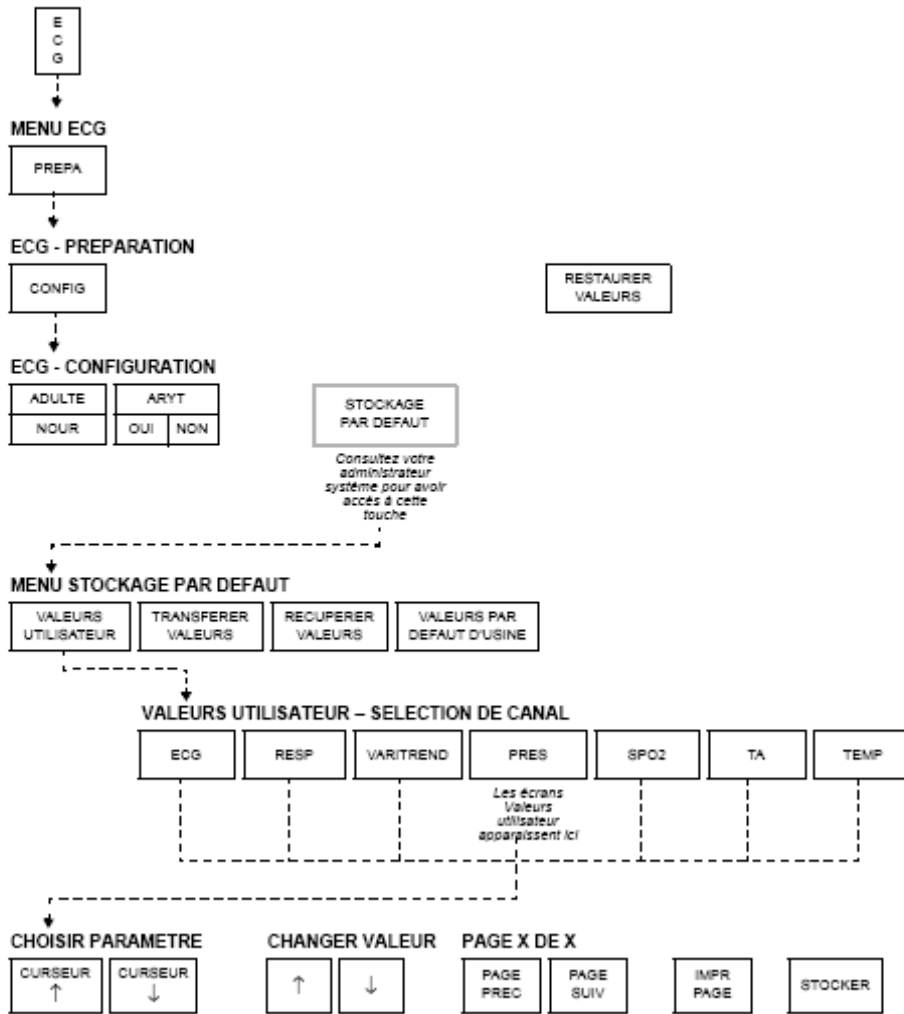 E
C
G
MENU ECG
PREPA
ECG - PREPARATION
CONFIG
RESTAURER
VALEURS
ECG - CONFIGURATION
ADULTE
ARYT
NOUR
OUI
NON
STOCKAGE
PAR DEFAUT
Consultez votre
administrateur
système pour avoir
accès à cette
touche
MENU STOCKAGE PAR DEFAUT
VALEURS
UTILISATEUR
TRANSFERER
VALEURS
RECUPERER
VALEURS
VALEURS PAR
DEFAUT D'USINE
VALEURS UTILISATEUR – SELECTION DE CANAL
ECG
RESP
VARITREND
PRES
SPO2
TA
TEMP
Les écrans
Valeurs
utilisateur
apparaissent ici
CHOISIR PARAMETRE
CHANGER VALEUR
PAGE X DE X
CURSEUR
↑
CURSEUR
↓
↑
↓
PAGE
PREC
PAGE
SUIV
IMPR
PAGE
STOCKER